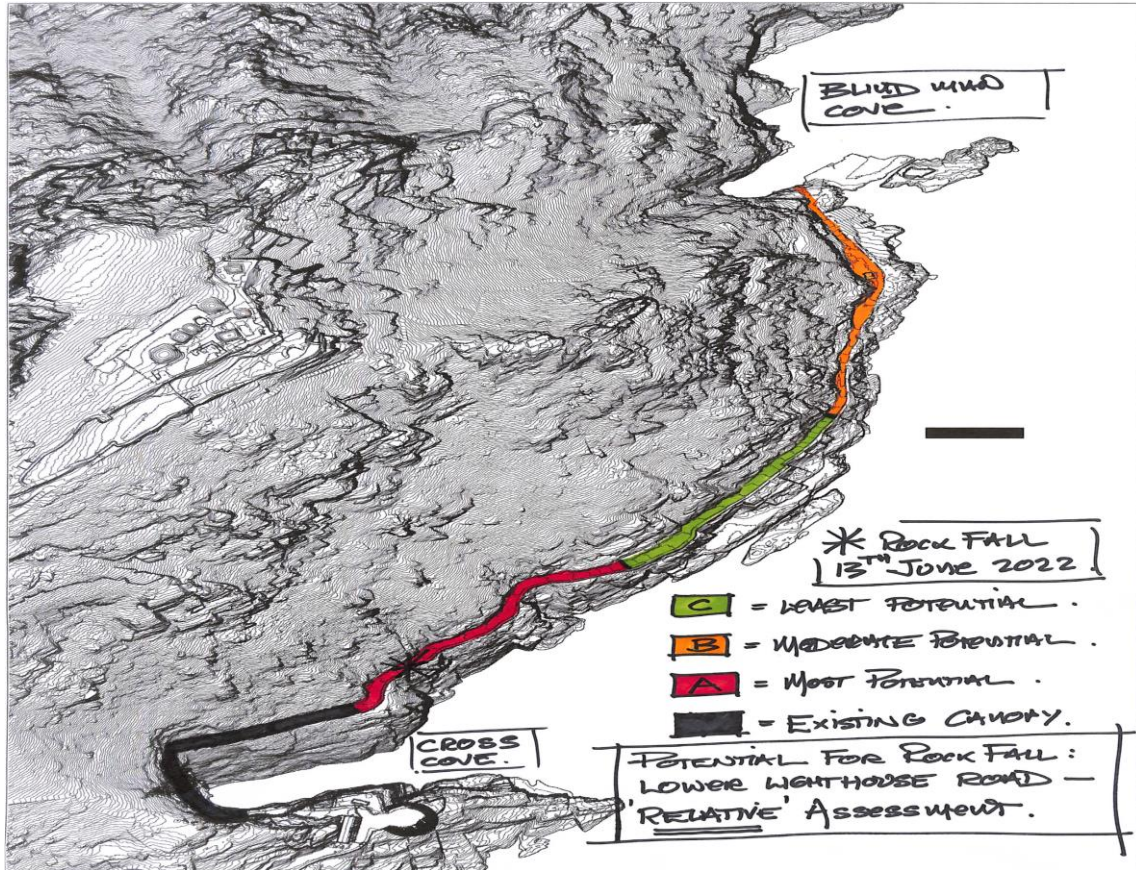 BLIND MAN
COVE.
* ROCK FALL
13TH JUNE 2022.
C = LEAST POTENTIAL.
B = MODERATE POTENTIAL.
A = MOST POTENTIAL.
= EXISTING CANOPY.
CROSS
COVE.
POTENTIAL FOR ROCK FALL:
LOWER LIGHTHOUSE ROAD —
'RELATIVE' ASSESSMENT.